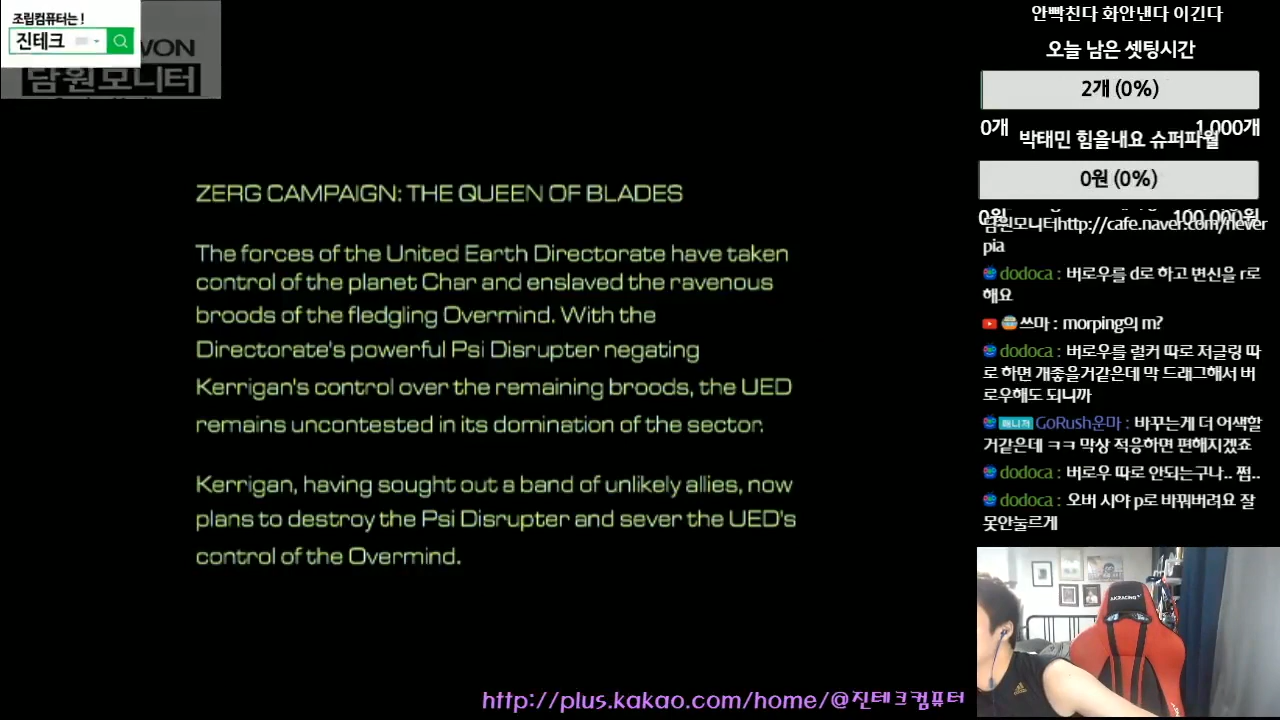 조립컴퓨터는 !
진테크
WON
담원모니터
ZERG CAMPAIGN: THE QUEEN OF BLADES
The forces of the United Earth Directorate have taken
control of the planet Char and enslaved the ravenous
broods of the fledgling Overmind. With the
Directorate's powerful Psi Disrupter negating
Kerrigan's control over the remaining broods, the UED
remains uncontested in its domination of the sector.
Kerrigan, having sought out a band of unlikely allies, now
plans to destroy the Psi Disrupter and sever the UED's
control of the Overmind.
http://plus.kakao.com/home/@진테크컴퓨터
안빡친다 화안낸다 이긴다
오늘 남은 셋팅시간
2개 (0%)
0개 1,000개
박태민 힘을내요 슈퍼파월
0원 (0%)
0원 100,000원
담원모니터http://cafe.naver.com/never
pia
dodoca : 버로우를 d로 하고 변신을 r로
해요
쓰마 : morping의 m?
dodoca : 버로우를 럴커 따로 저글링 따
로 하면 개좋을거같은데 막 드래그해서 버
로우해도 되니까
매니저 GoRush운마 : 바꾸는게 더 어색할
거같은데 ㅋㅋ 막상 적응하면 편해지겠죠
dodoca : 버로우 따로 안되는구나.. 쩝..
dodoca : 오버 시야 p로 바꿔버려요 잘
못안눌르게
AKRACING